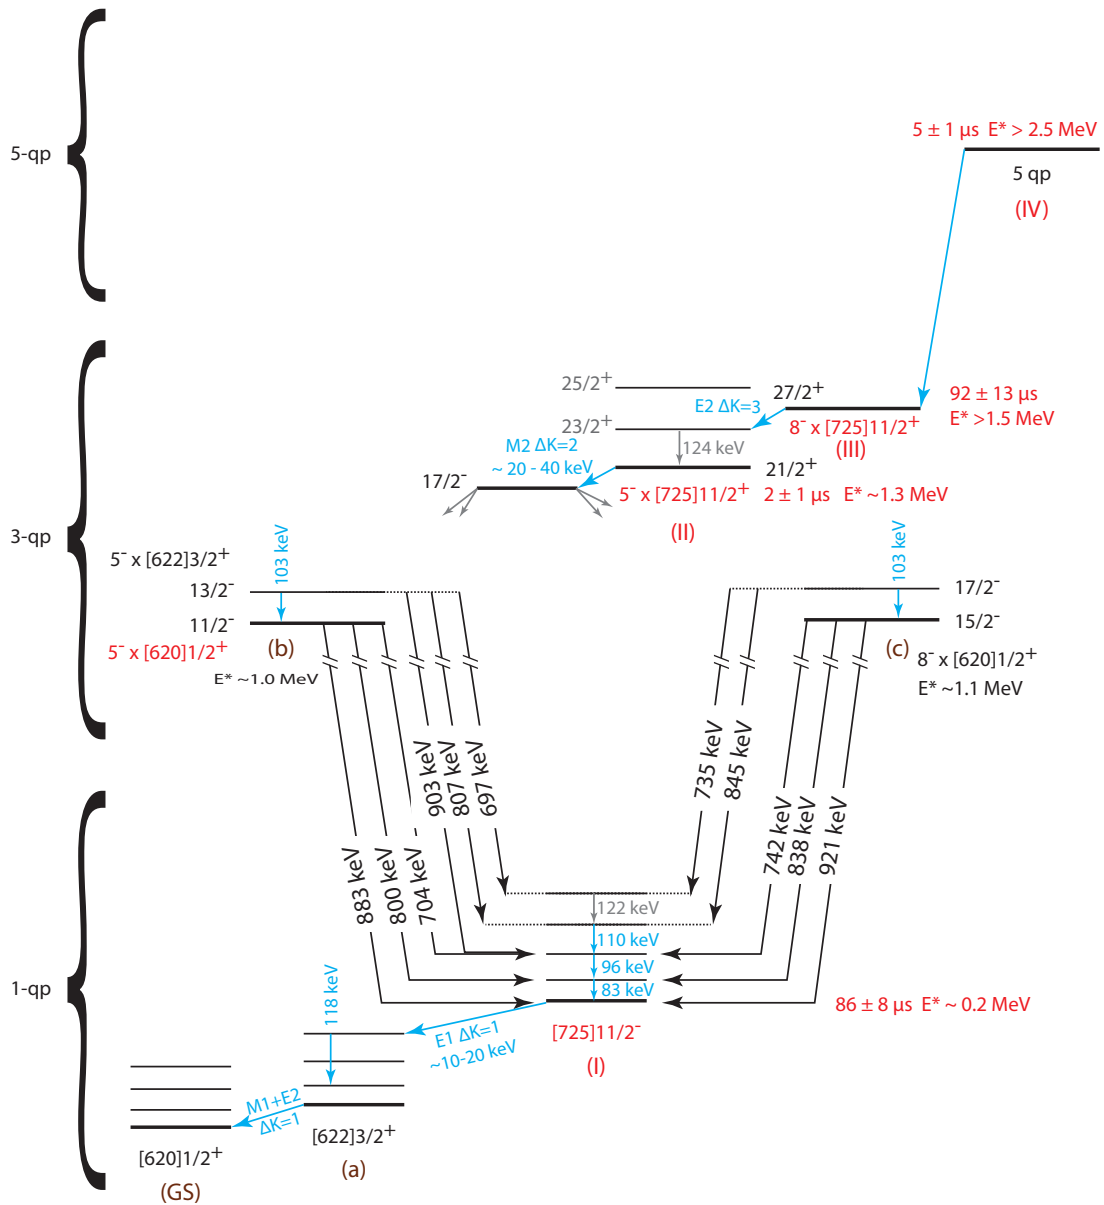 5 ± 1 µs E* > 2.5 MeV
5-qp
5 qp
(IV)
25/2⁺
27/2⁺
92 ± 13 µs
E* >1.5 MeV
E2 ΔK=3
23/2⁺
8⁻ x [725]11/2⁺
(III)
M2 ΔK=2
~ 20 - 40 keV
124 keV
17/2⁻
21/2⁺
5⁻ x [725]11/2⁺
2 ± 1 µs E* ~1.3 MeV
(II)
3-qp
5⁻ x [622]3/2⁺
103 keV
103 keV
13/2⁻
17/2⁻
11/2⁻
15/2⁻
5⁻ x [620]1/2⁺
(b)
(c)
8⁻ x [620]1/2⁺
E* ~1.0 MeV
E* ~1.1 MeV
903 keV
807 keV
697 keV
735 keV
845 keV
883 keV
800 keV
704 keV
742 keV
838 keV
921 keV
122 keV
110 keV
96 keV
83 keV
1-qp
118 keV
86 ± 8 µs E* ~ 0.2 MeV
E1 ΔK=1
~10-20 keV
[725]11/2⁻
(I)
M1+E2
ΔK=1
[622]3/2⁺
(a)
[620]1/2⁺
(GS)